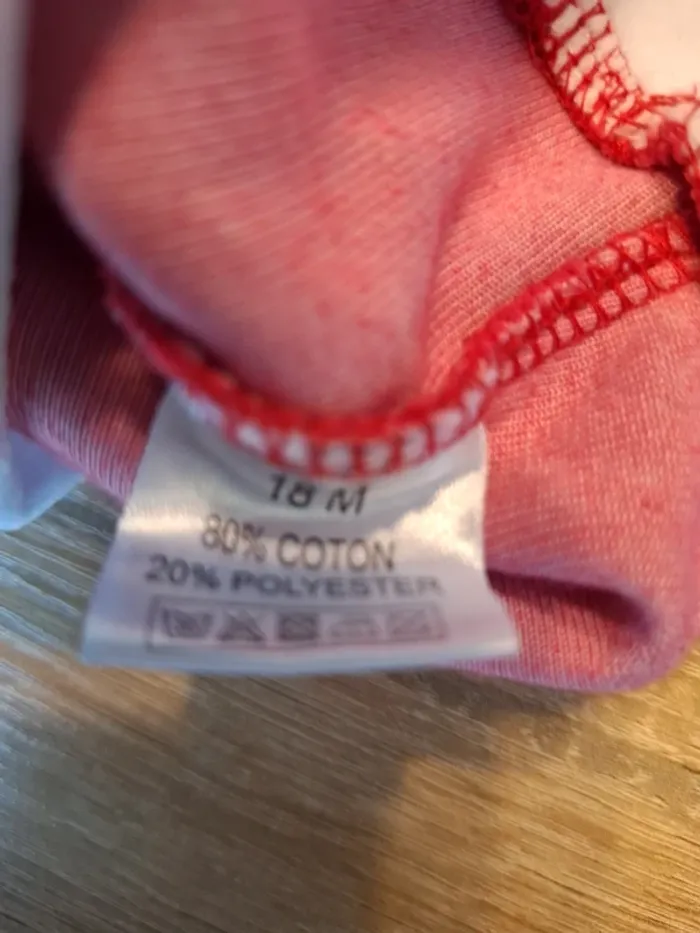 18 M
80% COTON
20% POLYESTER